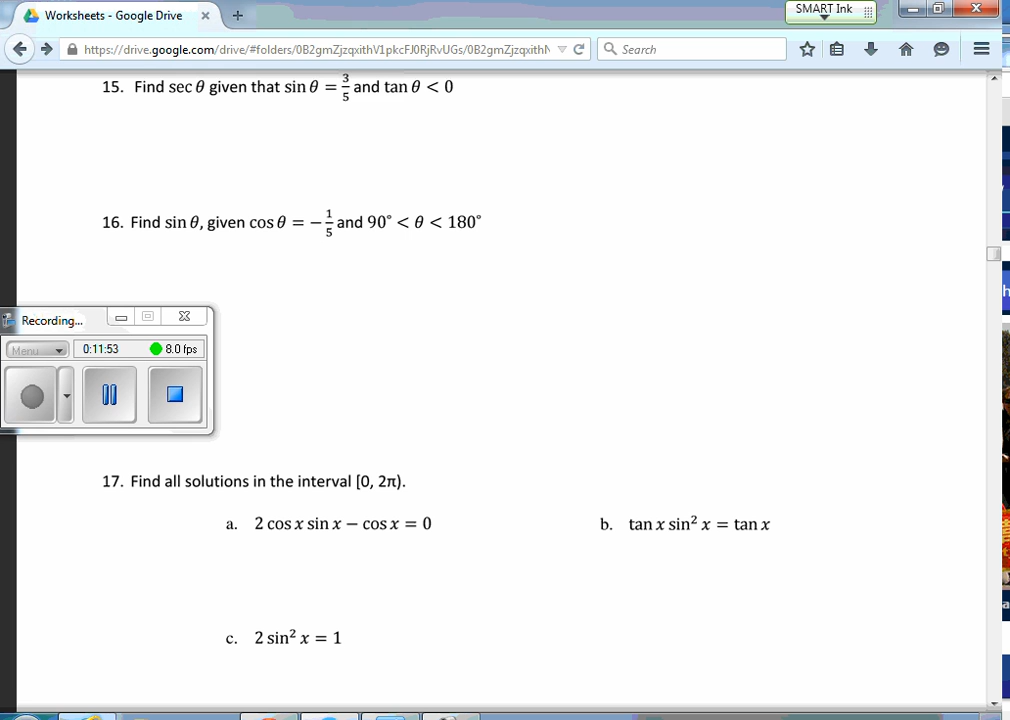 Worksheets - Google Drive
SMART Ink
https://drive.google.com/drive/#folders/0B2gmZjzqxithV1pkcFJ0RjRvUGs/0B2gmZjzqxith
Search
15. Find sec θ given that sin θ = 3/5 and tan θ < 0
16. Find sin θ, given cos θ = −1/5 and 90° < θ < 180°
Recording...
Menu 0:11:53 8.0 fps
17. Find all solutions in the interval [0, 2π).
a. 2 cos x sin x − cos x = 0 b. tan x sin² x = tan x
c. 2 sin² x = 1